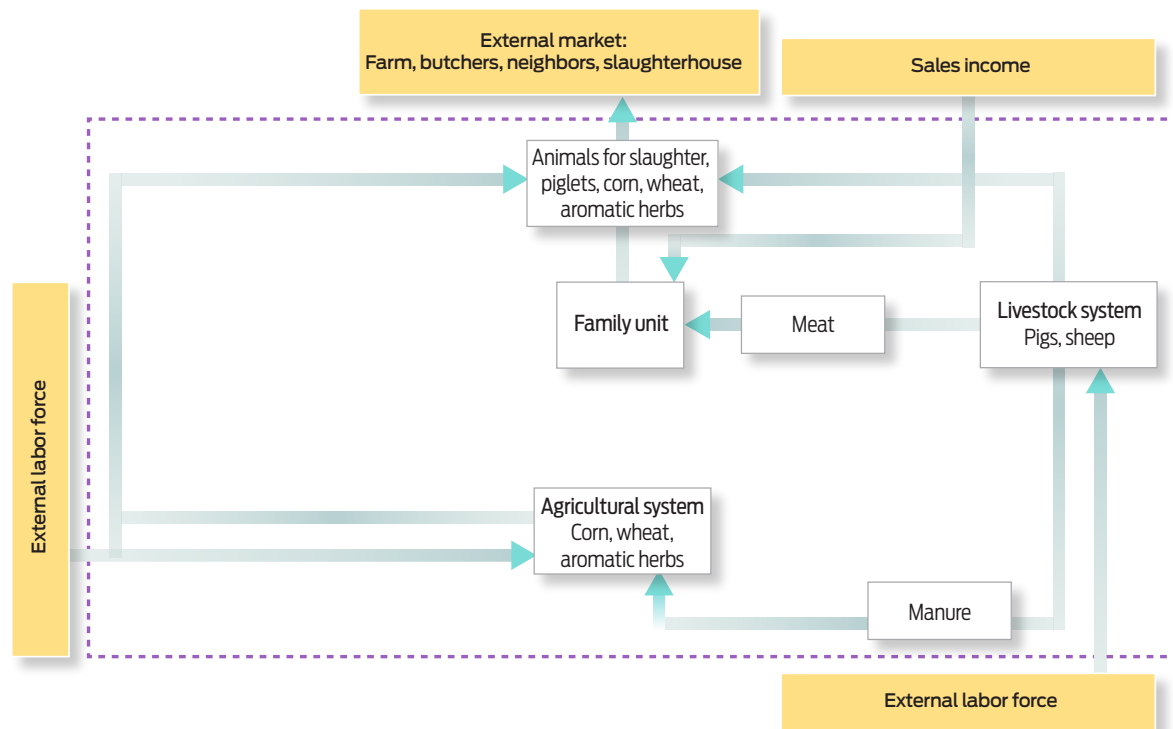 External market:
Farm, butchers, neighbors, slaughterhouse
Sales income
Animals for slaughter,
piglets, corn, wheat,
aromatic herbs
Family unit
Meat
Livestock system
Pigs, sheep
External labor force
Agricultural system
Corn, wheat,
aromatic herbs
Manure
External labor force